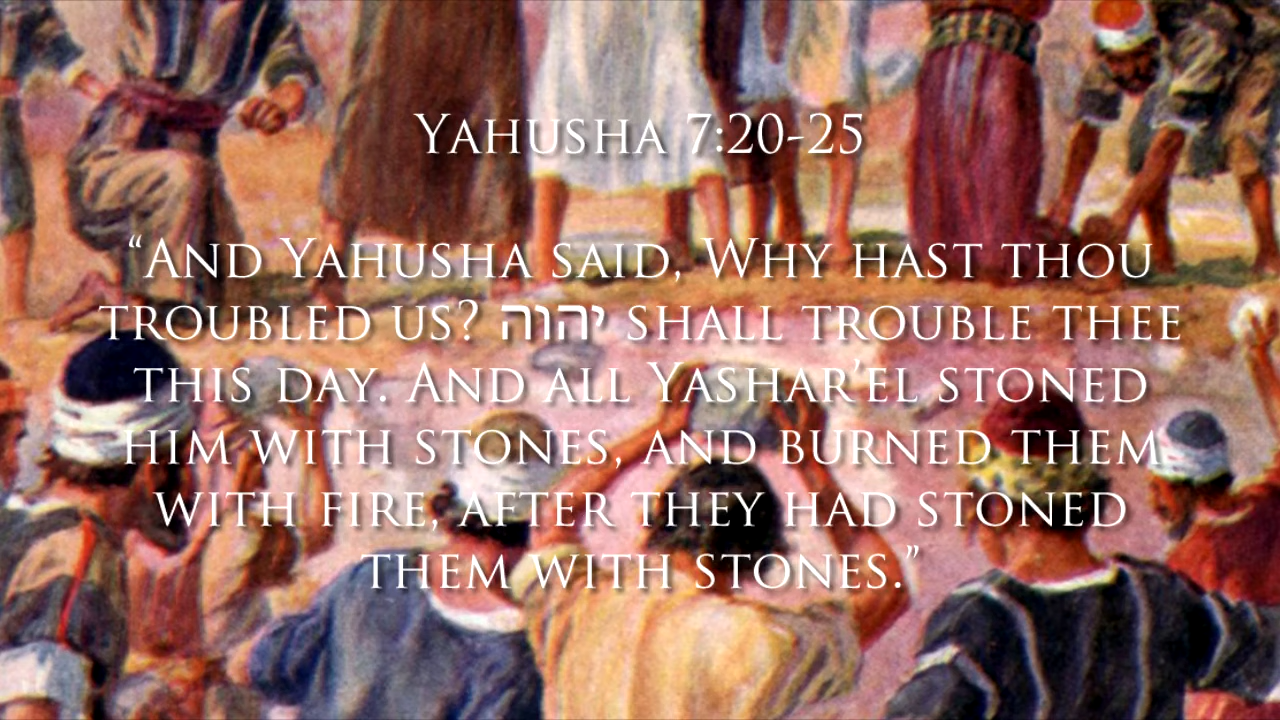 Yahusha 7:20-25
“And Yahusha said, Why hast thou
troubled us? יהוה shall trouble thee
this day. And all Yashar’el stoned
him with stones, and burned them
with fire, after they had stoned
them with stones.”